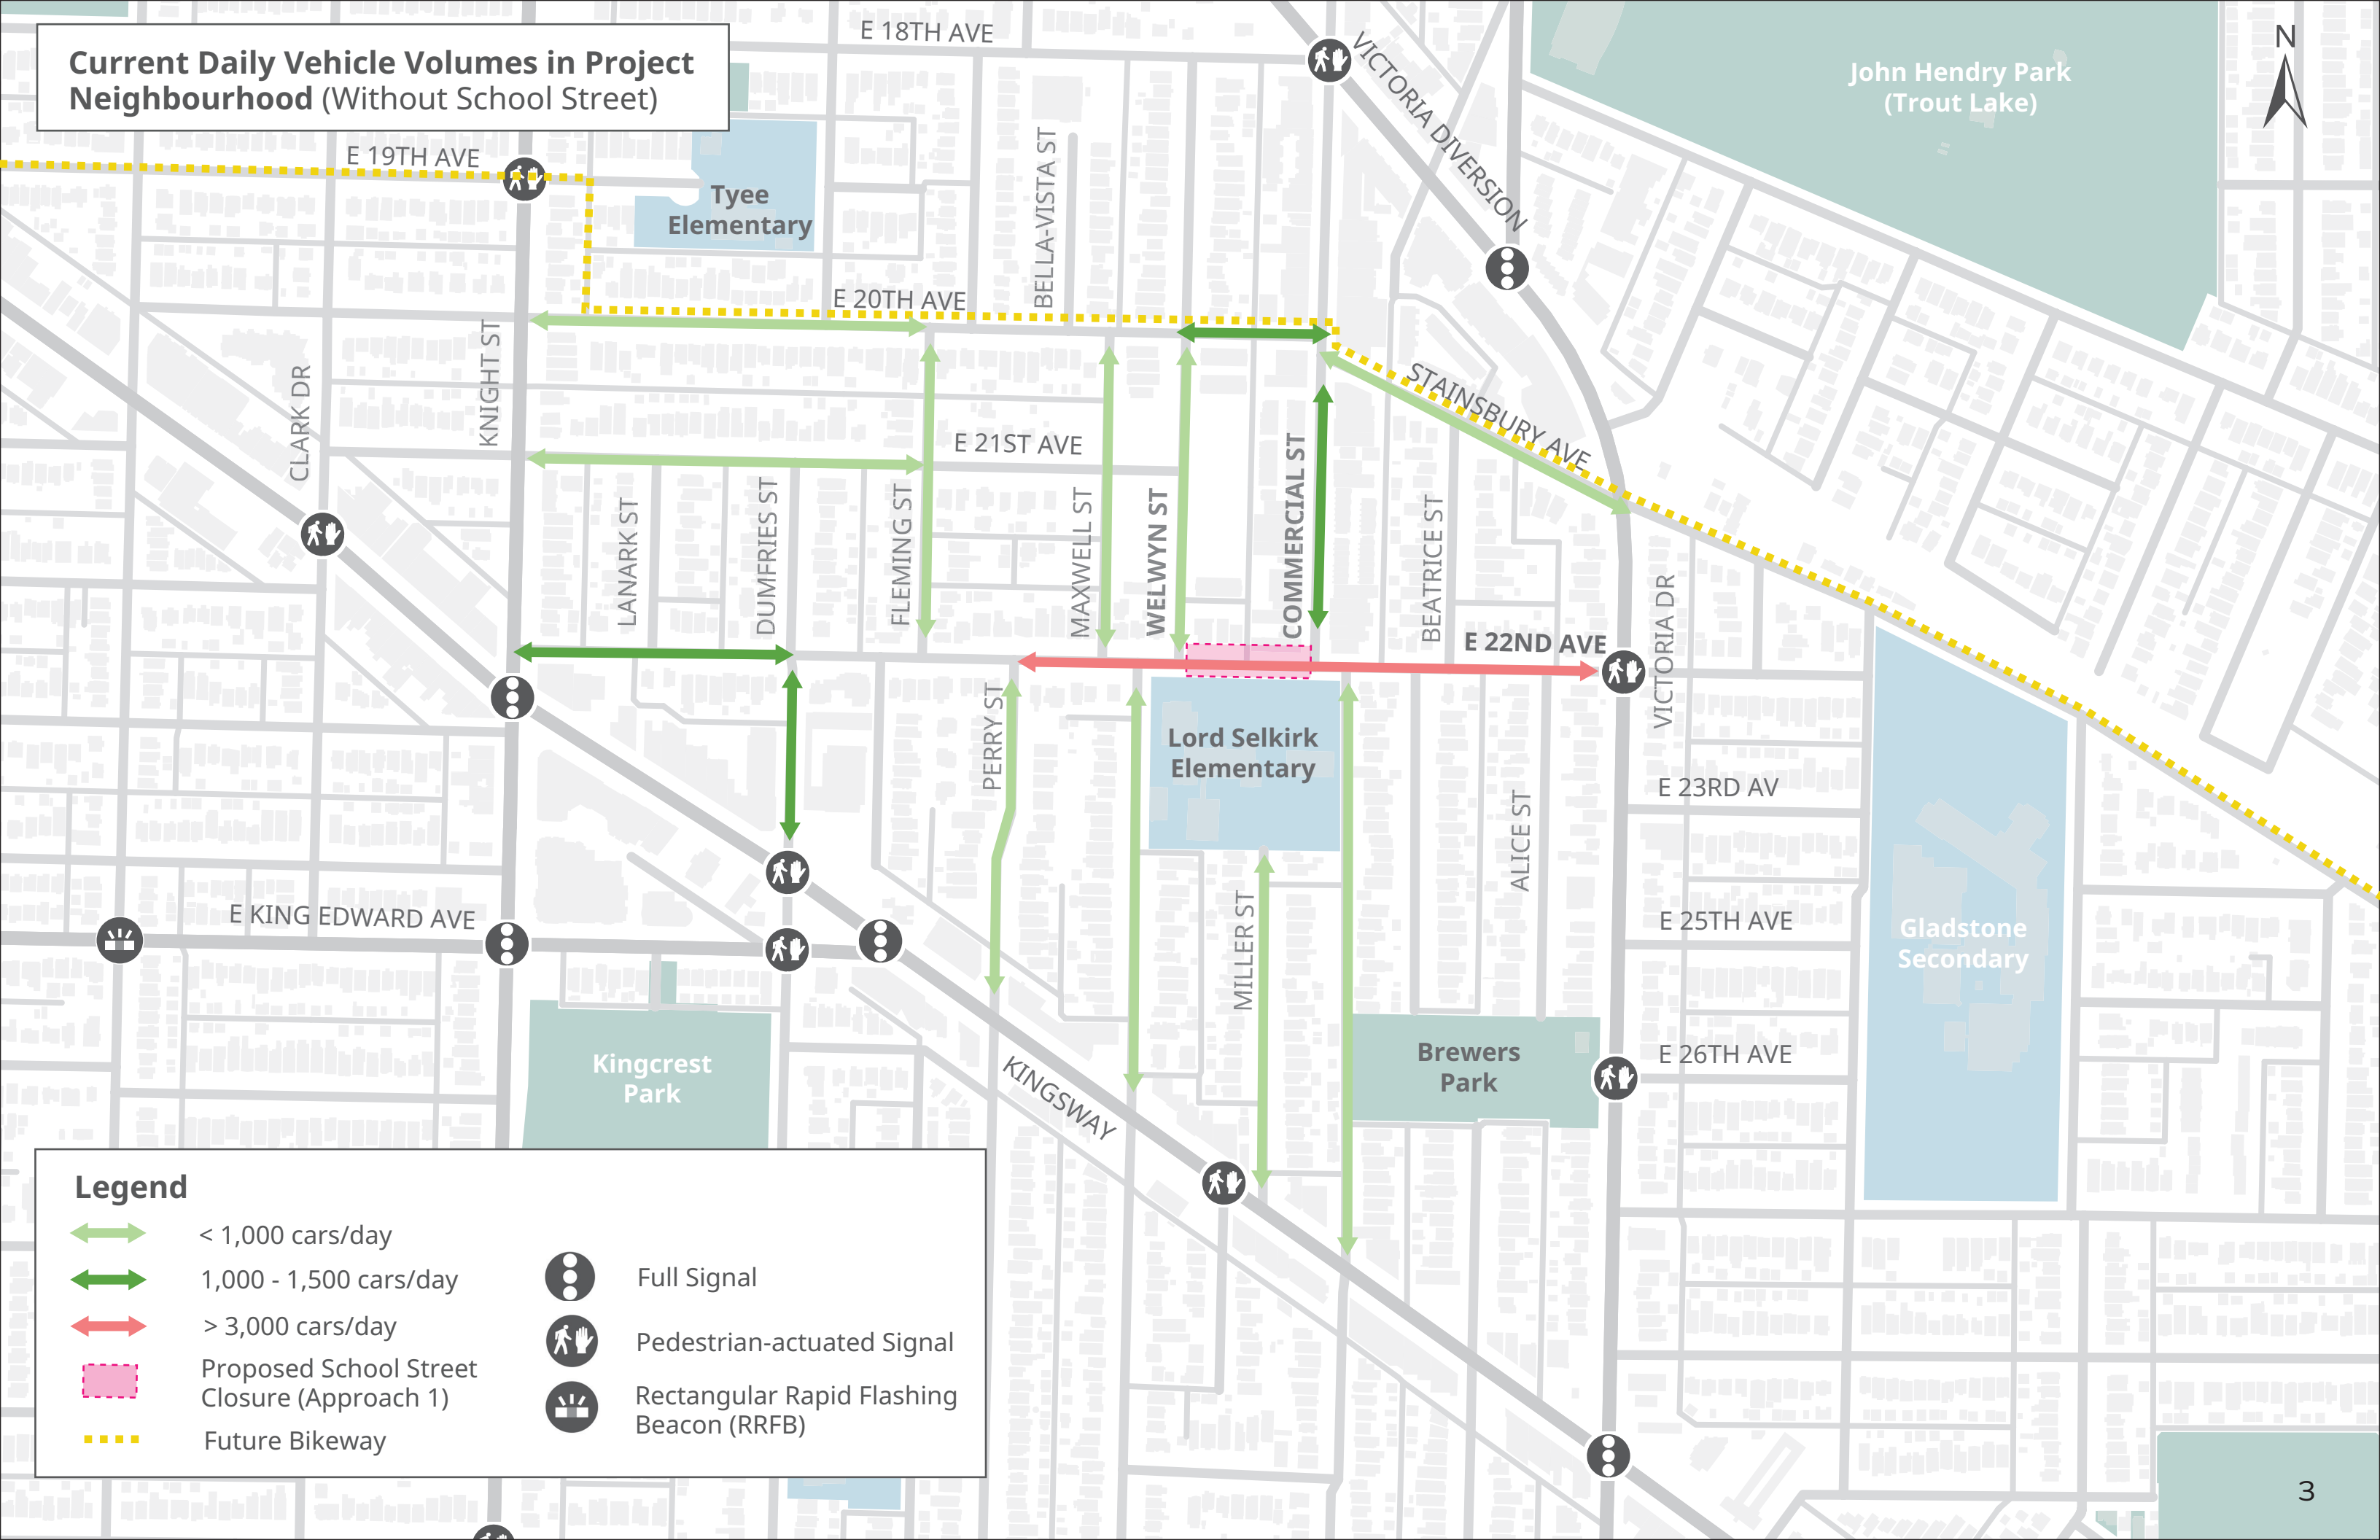 Current Daily Vehicle Volumes in Project
Neighbourhood (Without School Street)
E 18TH AVE
VICTORIA DIVERSION
John Hendry Park
(Trout Lake)
N
E 19TH AVE
Tyee
Elementary
BELLA-VISTA ST
E 20TH AVE
KNIGHT ST
CLARK DR
STAINSBURY AVE
E 21ST AVE
LANARK ST
DUMFRIES ST
FLEMING ST
MAXWELL ST
WELWYN ST
COMMERCIAL ST
BEATRICE ST
E 22ND AVE
VICTORIA DR
PERRY ST
Lord Selkirk
Elementary
E 23RD AV
ALICE ST
MILLER ST
E KING EDWARD AVE
E 25TH AVE
Gladstone
Secondary
Kingcrest
Park
KINGSWAY
Brewers
Park
E 26TH AVE
Legend
< 1,000 cars/day
1,000 - 1,500 cars/day
> 3,000 cars/day
Proposed School Street
Closure (Approach 1)
Future Bikeway
Full Signal
Pedestrian-actuated Signal
Rectangular Rapid Flashing
Beacon (RRFB)
3